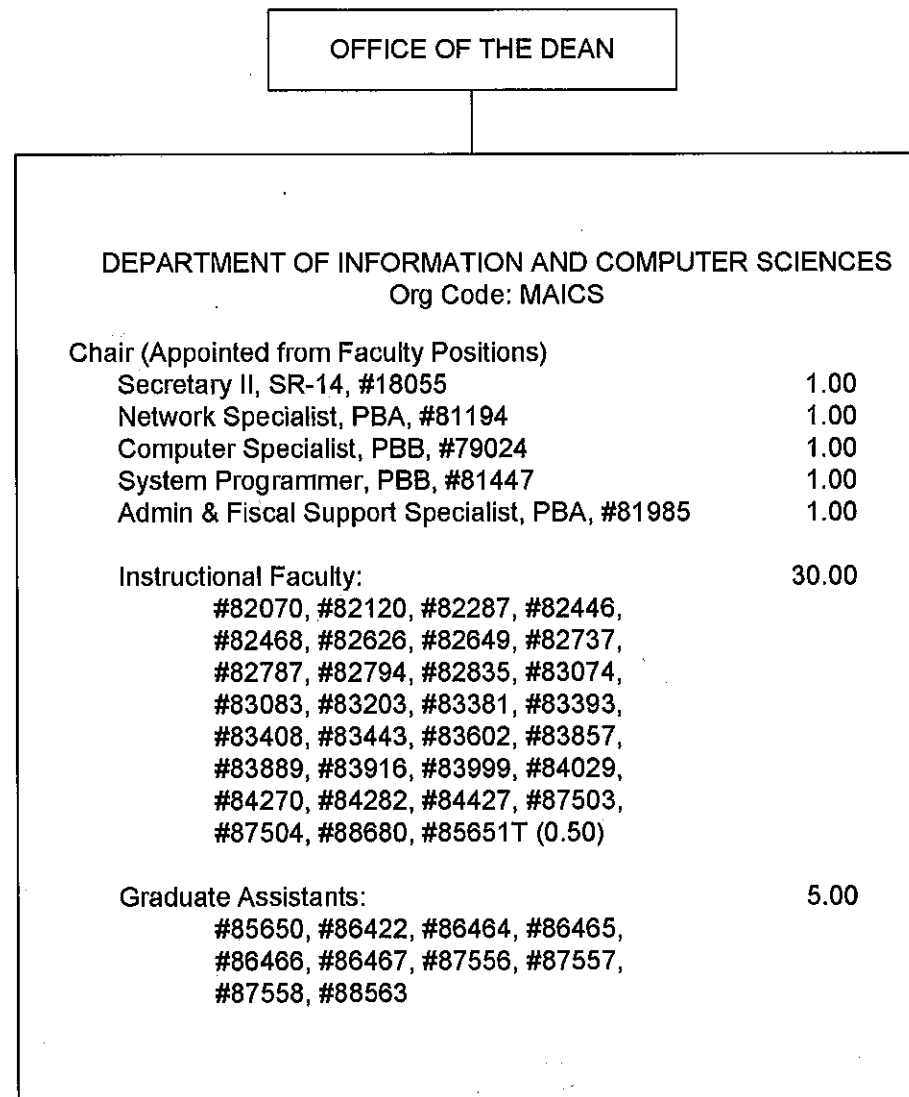 OFFICE OF THE DEAN
DEPARTMENT OF INFORMATION AND COMPUTER SCIENCES
Org Code: MAICS
Chair (Appointed from Faculty Positions)
Secretary II, SR-14, #18055 1.00
Network Specialist, PBA, #81194 1.00
Computer Specialist, PBB, #79024 1.00
System Programmer, PBB, #81447 1.00
Admin & Fiscal Support Specialist, PBA, #81985 1.00
Instructional Faculty: 30.00
#82070, #82120, #82287, #82446,
#82468, #82626, #82649, #82737,
#82787, #82794, #82835, #83074,
#83083, #83203, #83381, #83393,
#83408, #83443, #83602, #83857,
#83889, #83916, #83999, #84029,
#84270, #84282, #84427, #87503,
#87504, #88680, #85651T (0.50)
Graduate Assistants: 5.00
#85650, #86422, #86464, #86465,
#86466, #86467, #87556, #87557,
#87558, #88563